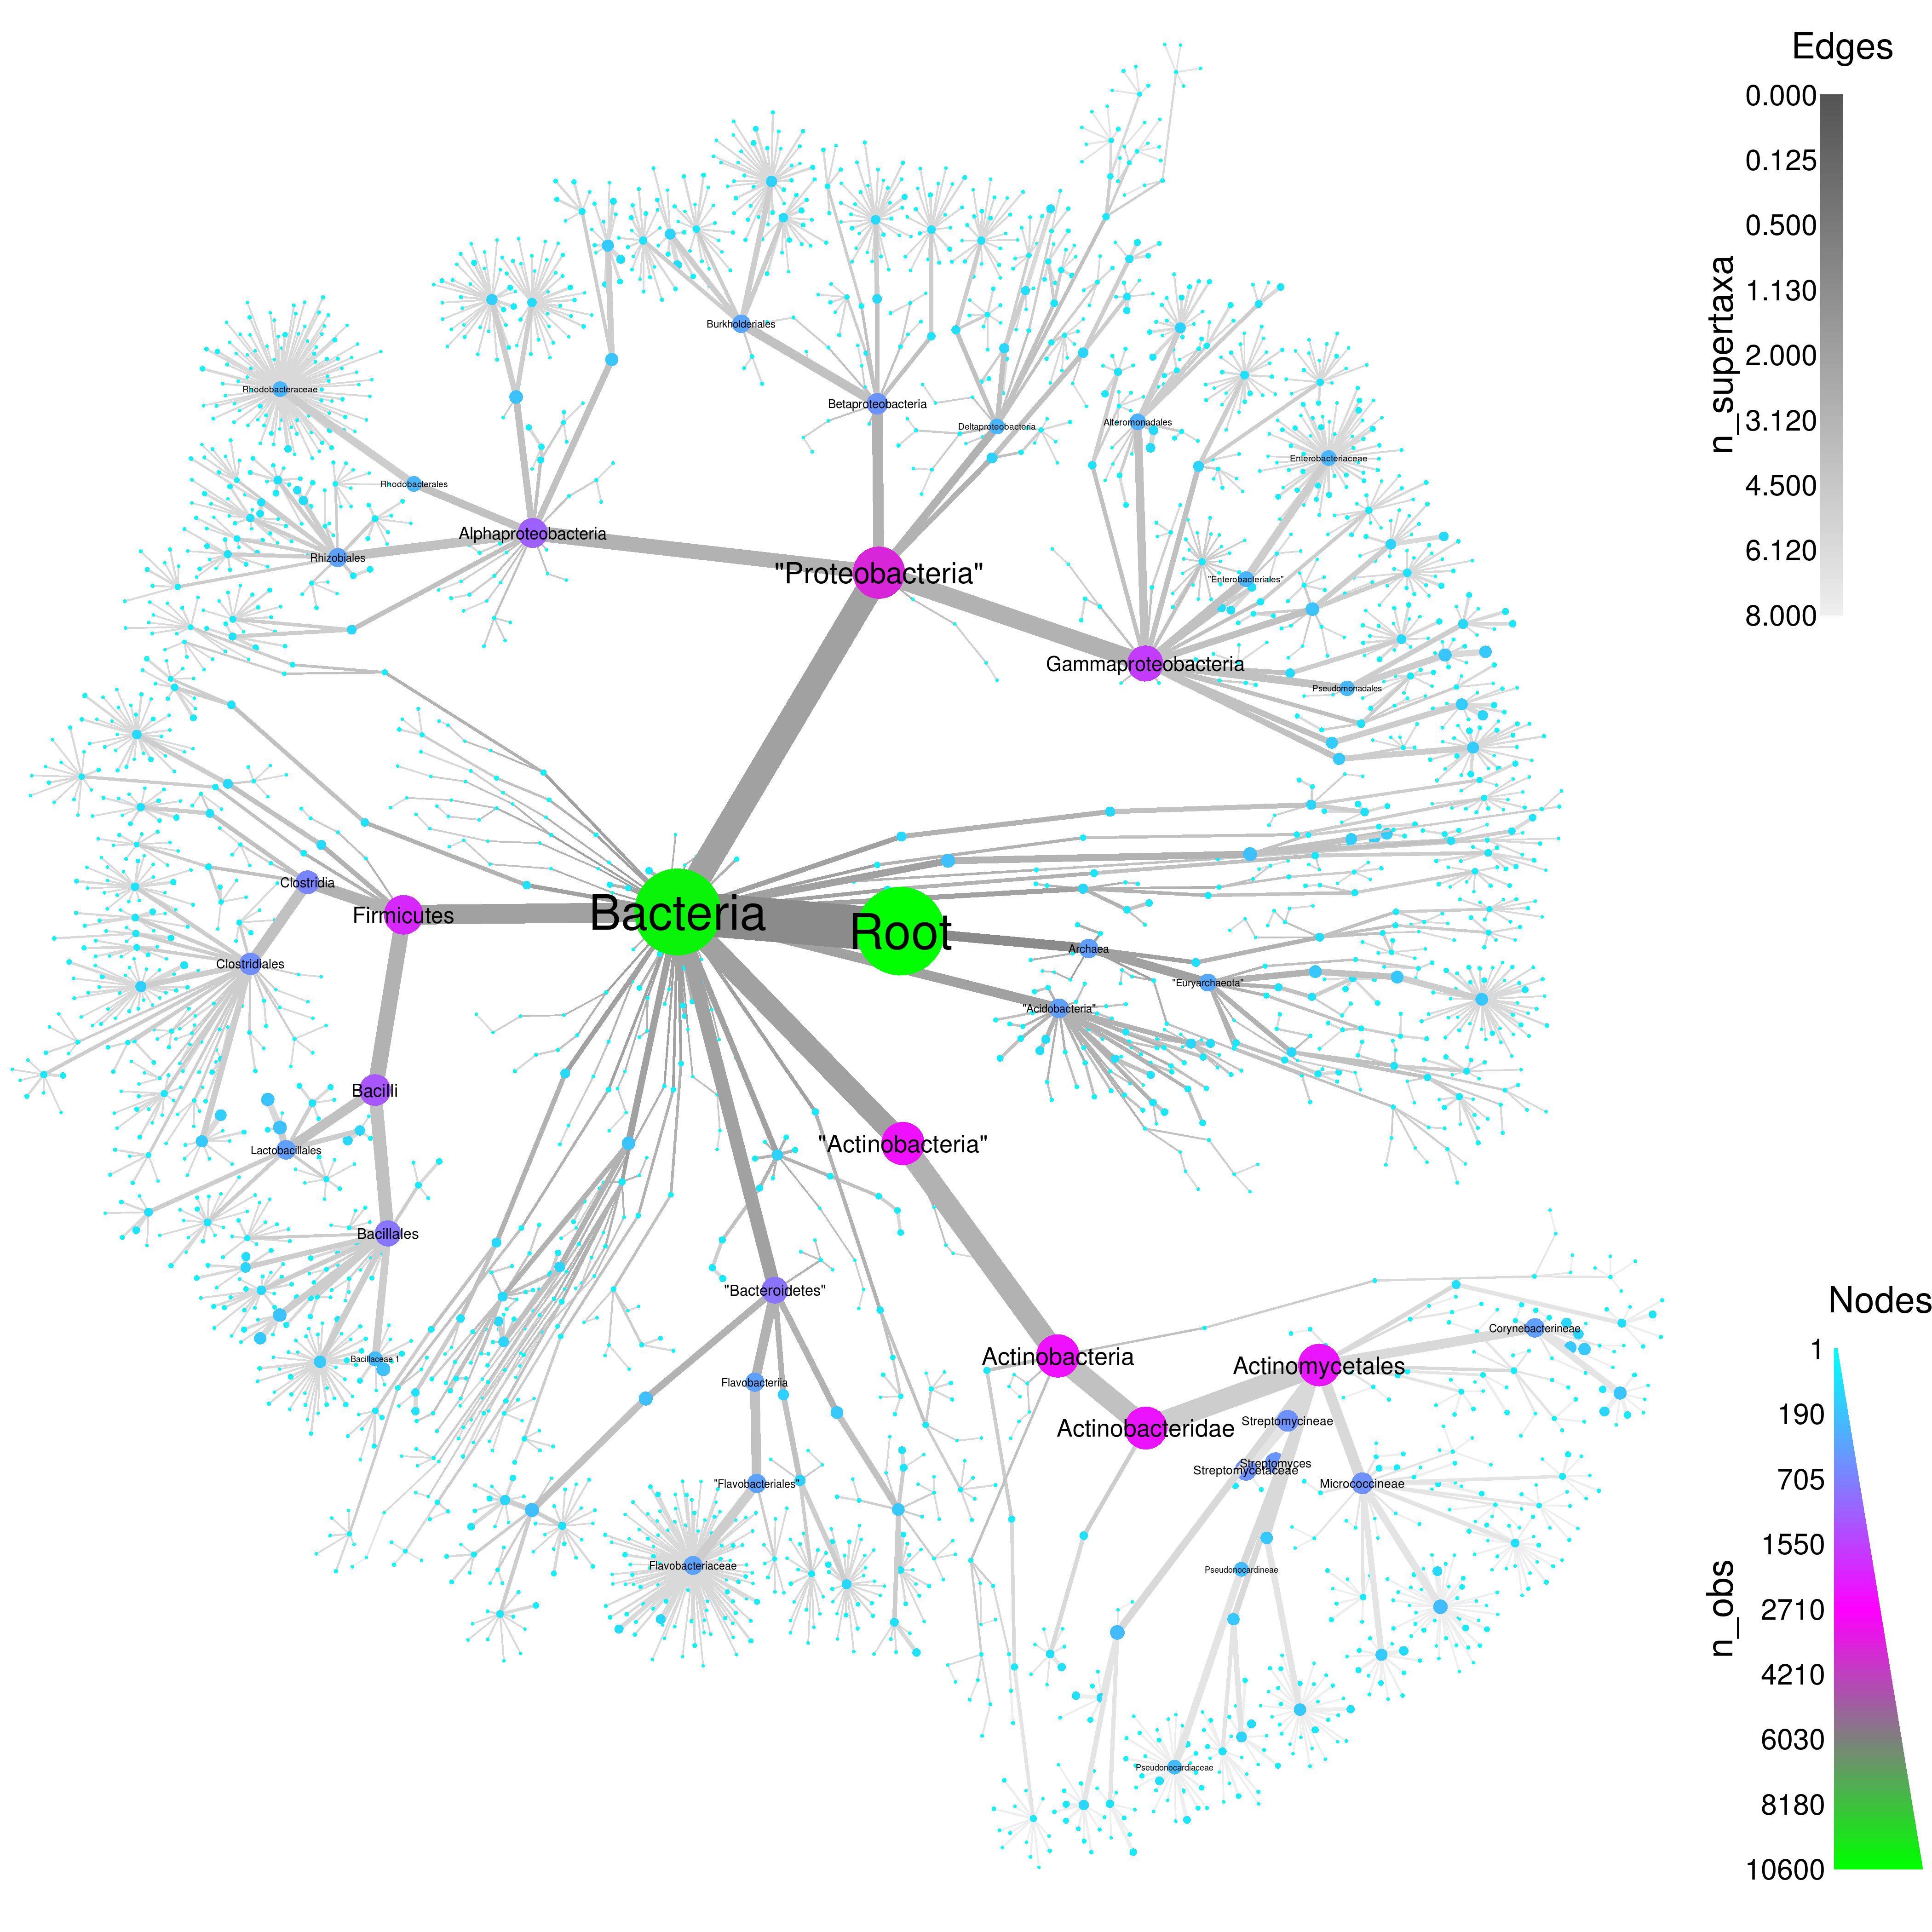 Edges
0.000
0.125
0.500
1.130
2.000
3.120
4.500
6.120
8.000
n_supertaxa
Burkholderiales
Rhodobacteraceae
Betaproteobacteria
Alteromonadales
Deltaproteobacteria
Enterobacteriaceae
Rhodobacterales
Alphaproteobacteria
Rhizobiales
"Proteobacteria"
"Enterobacteriales"
Gammaproteobacteria
Pseudomonadales
Clostridia
Firmicutes
Bacteria
Root
Archaea
Clostridiales
"Euryarchaeota"
"Acidobacteria"
Bacilli
"Actinobacteria"
Lactobacillales
Bacillales
"Bacteroidetes"
Nodes
1
190
705
1550
2710
4210
6030
8180
10600
n_obs
Corynebacterineae
Bacillaceae 1
Actinobacteria
Actinomycetales
Flavobacteriia
Streptomycineae
Actinobacteridae
Streptomyces
Streptomycetaceae
"Flavobacteriales"
Micrococcineae
Flavobacteriaceae
Pseudonocardineae
Pseudonocardiaceae